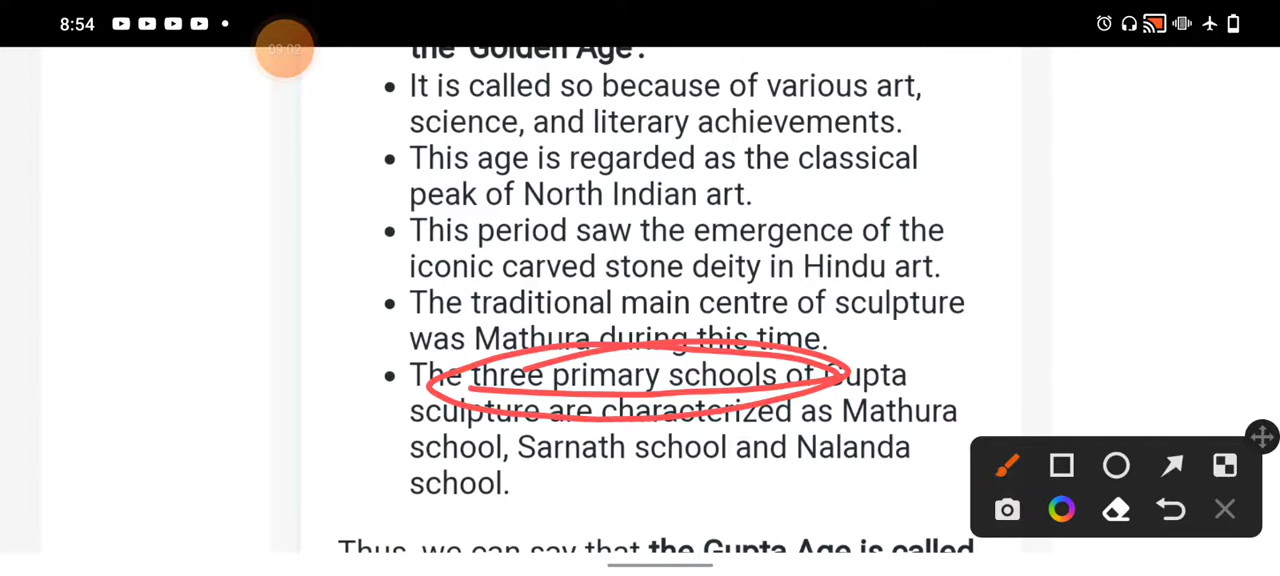 8:54
09:02
the 'Golden Age'.
It is called so because of various art,
science, and literary achievements.
This age is regarded as the classical
peak of North Indian art.
This period saw the emergence of the
iconic carved stone deity in Hindu art.
The traditional main centre of sculpture
was Mathura during this time.
The three primary schools of Gupta
sculpture are characterized as Mathura
school, Sarnath school and Nalanda
school.
Thus, we can say that the Gupta Age is called